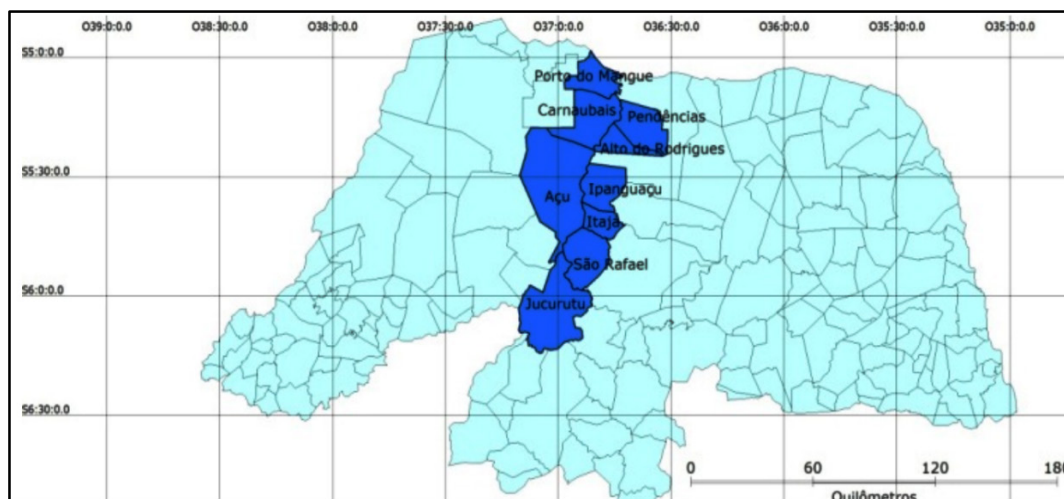 O39:0:0.0 O38:30:0.0 O38:0:0.0 O37:30:0.0 O37:0:0.0 O36:30:0.0 O36:0:0.0 O35:30:0.0 O35:0:0.0
S5:0:0.0
Porto do Mangue
Carnaubais
Pendências
Alto do Rodrigues
S5:30:0.0
Ipanguaçu
Açu
Itajá
São Rafael
S6:0:0.0
Jucurutu
S6:30:0.0
0 60 120 180
Quilômetros